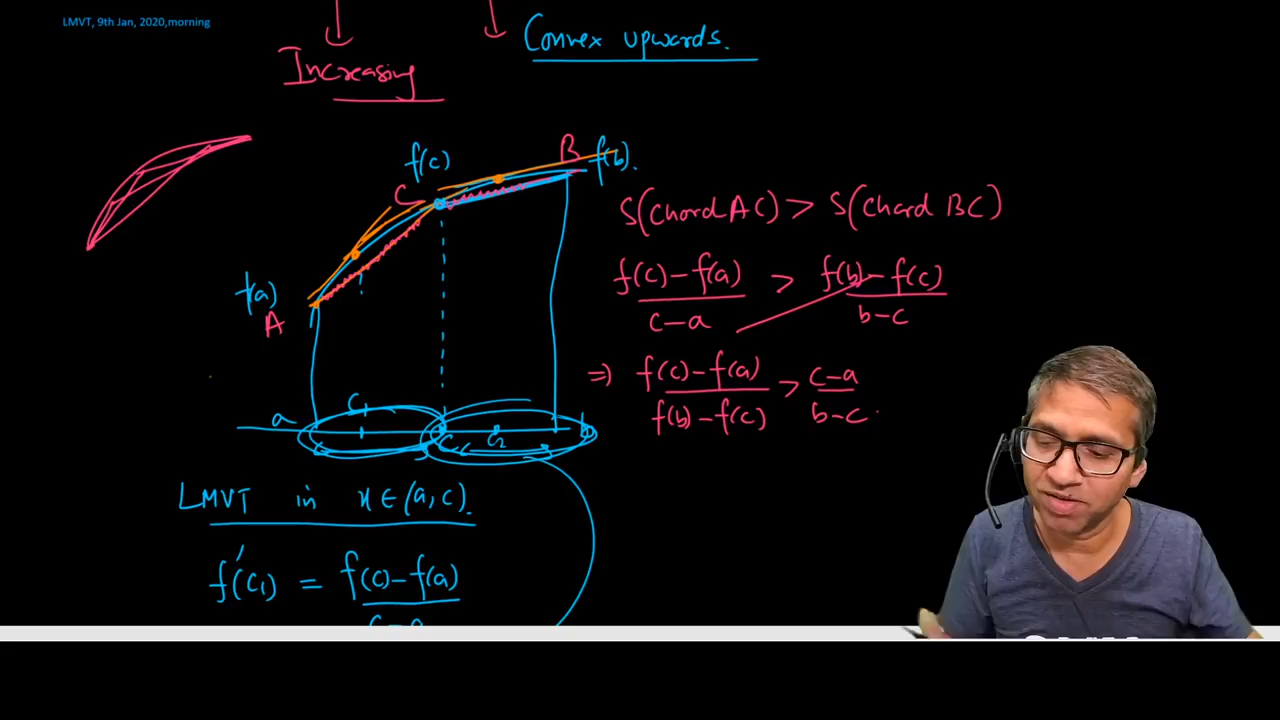 LMVT, 9th Jan, 2020,morning
Increasing
Convex upwards.
f(c)
B
f(b).
C
f(a)
A
S(Chord AC) > S(Chord BC)
f(c)-f(a) / c-a > f(b)-f(c) / b-c
⇒ f(c)-f(a) / f(b)-f(c) > c-a / b-c.
a C1 C C2 b
LMVT in x∈(a,c).
f'(C1) = f(c)-f(a) / c-a